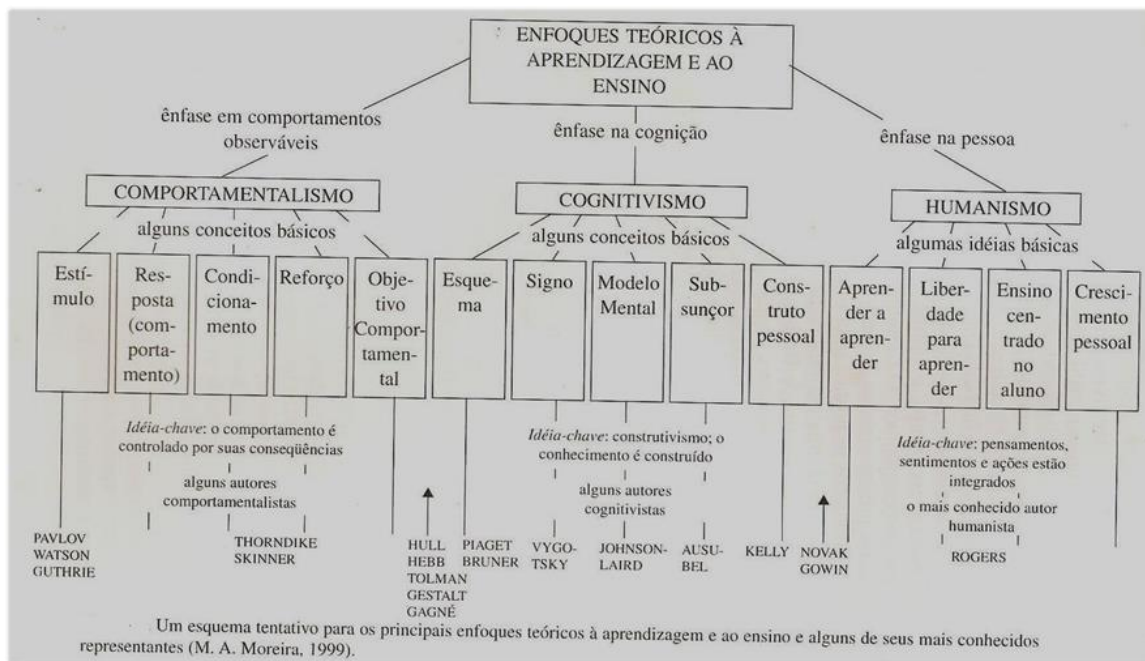 ENFOQUES TEÓRICOS À
APRENDIZAGEM E AO
ENSINO
ênfase em comportamentos
observáveis
ênfase na cognição
ênfase na pessoa
COMPORTAMENTALISMO
COGNITIVISMO
HUMANISMO
alguns conceitos básicos
alguns conceitos básicos
algumas idéias básicas
Estí-
mulo
Res-
posta
(com-
porta-
mento)
Condi-
ciona-
mento
Reforço
Obje-
tivo
Compor-
tamen-
tal
Esque-
ma
Signo
Modelo
Mental
Sub-
sunçor
Cons-
truto
pessoal
Apren-
der a
apren-
der
Liber-
dade
para
apren-
der
Ensino
cen-
trado
no
aluno
Cresci-
mento
pessoal
Idéia-chave: o comportamento é
controlado por suas conseqüências
alguns autores
comportamentalistas
Idéia-chave: construtivismo; o
conhecimento é construído
alguns autores
cognitivistas
Idéia-chave: pensamentos,
sentimentos e ações estão
integrados
o mais conhecido autor
humanista
PAVLOV
WATSON
GUTHRIE
THORNDIKE
SKINNER
HULL
HEBB
TOLMAN
GESTALT
GAGNÉ
PIAGET
BRUNER
VYGO-
TSKY
JOHNSON-
LAIRD
AUSU-
BEL
KELLY
NOVAK
GOWIN
ROGERS
Um esquema tentativo para os principais enfoques teóricos à aprendizagem e ao ensino e alguns de seus mais conhecidos
representantes (M. A. Moreira, 1999).